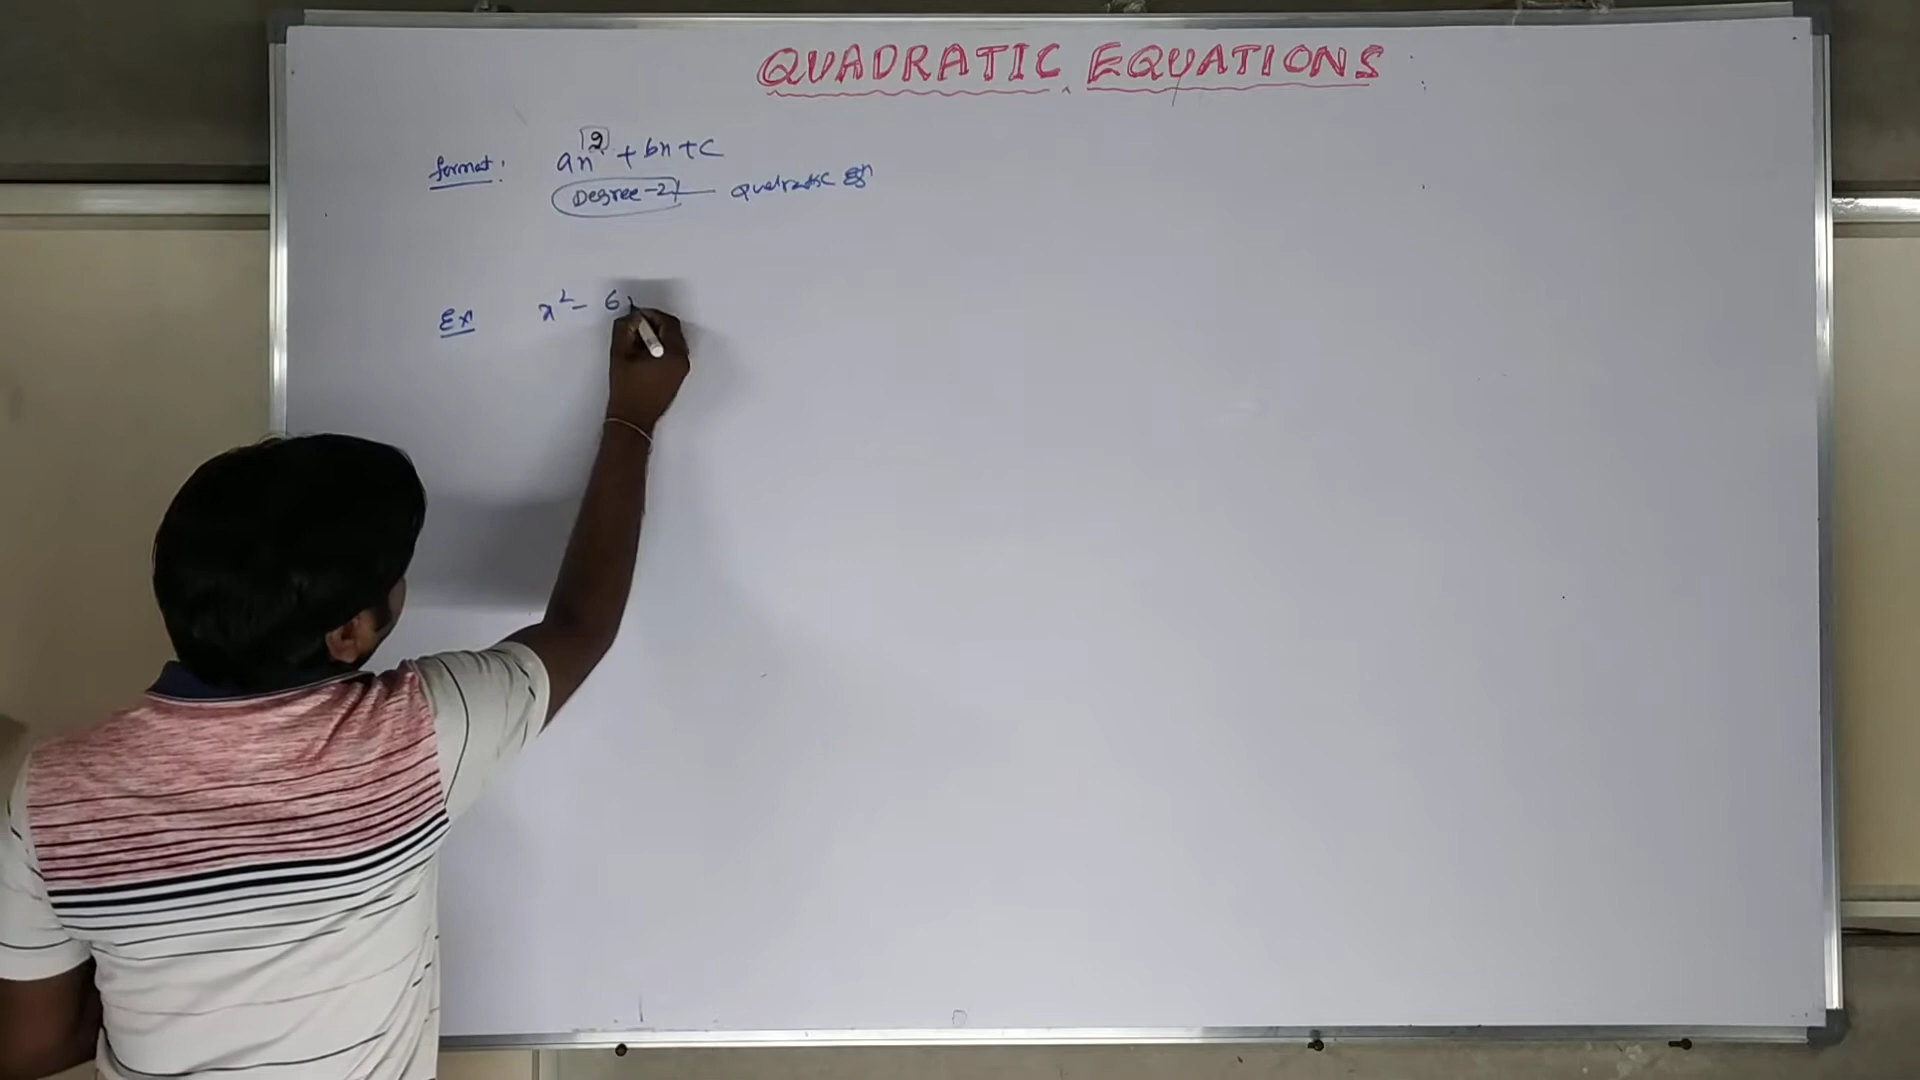 QUADRATIC EQUATIONS
format: ax² + bx + c
Degree-2 Quadratic Eqn
Ex x² - 6x